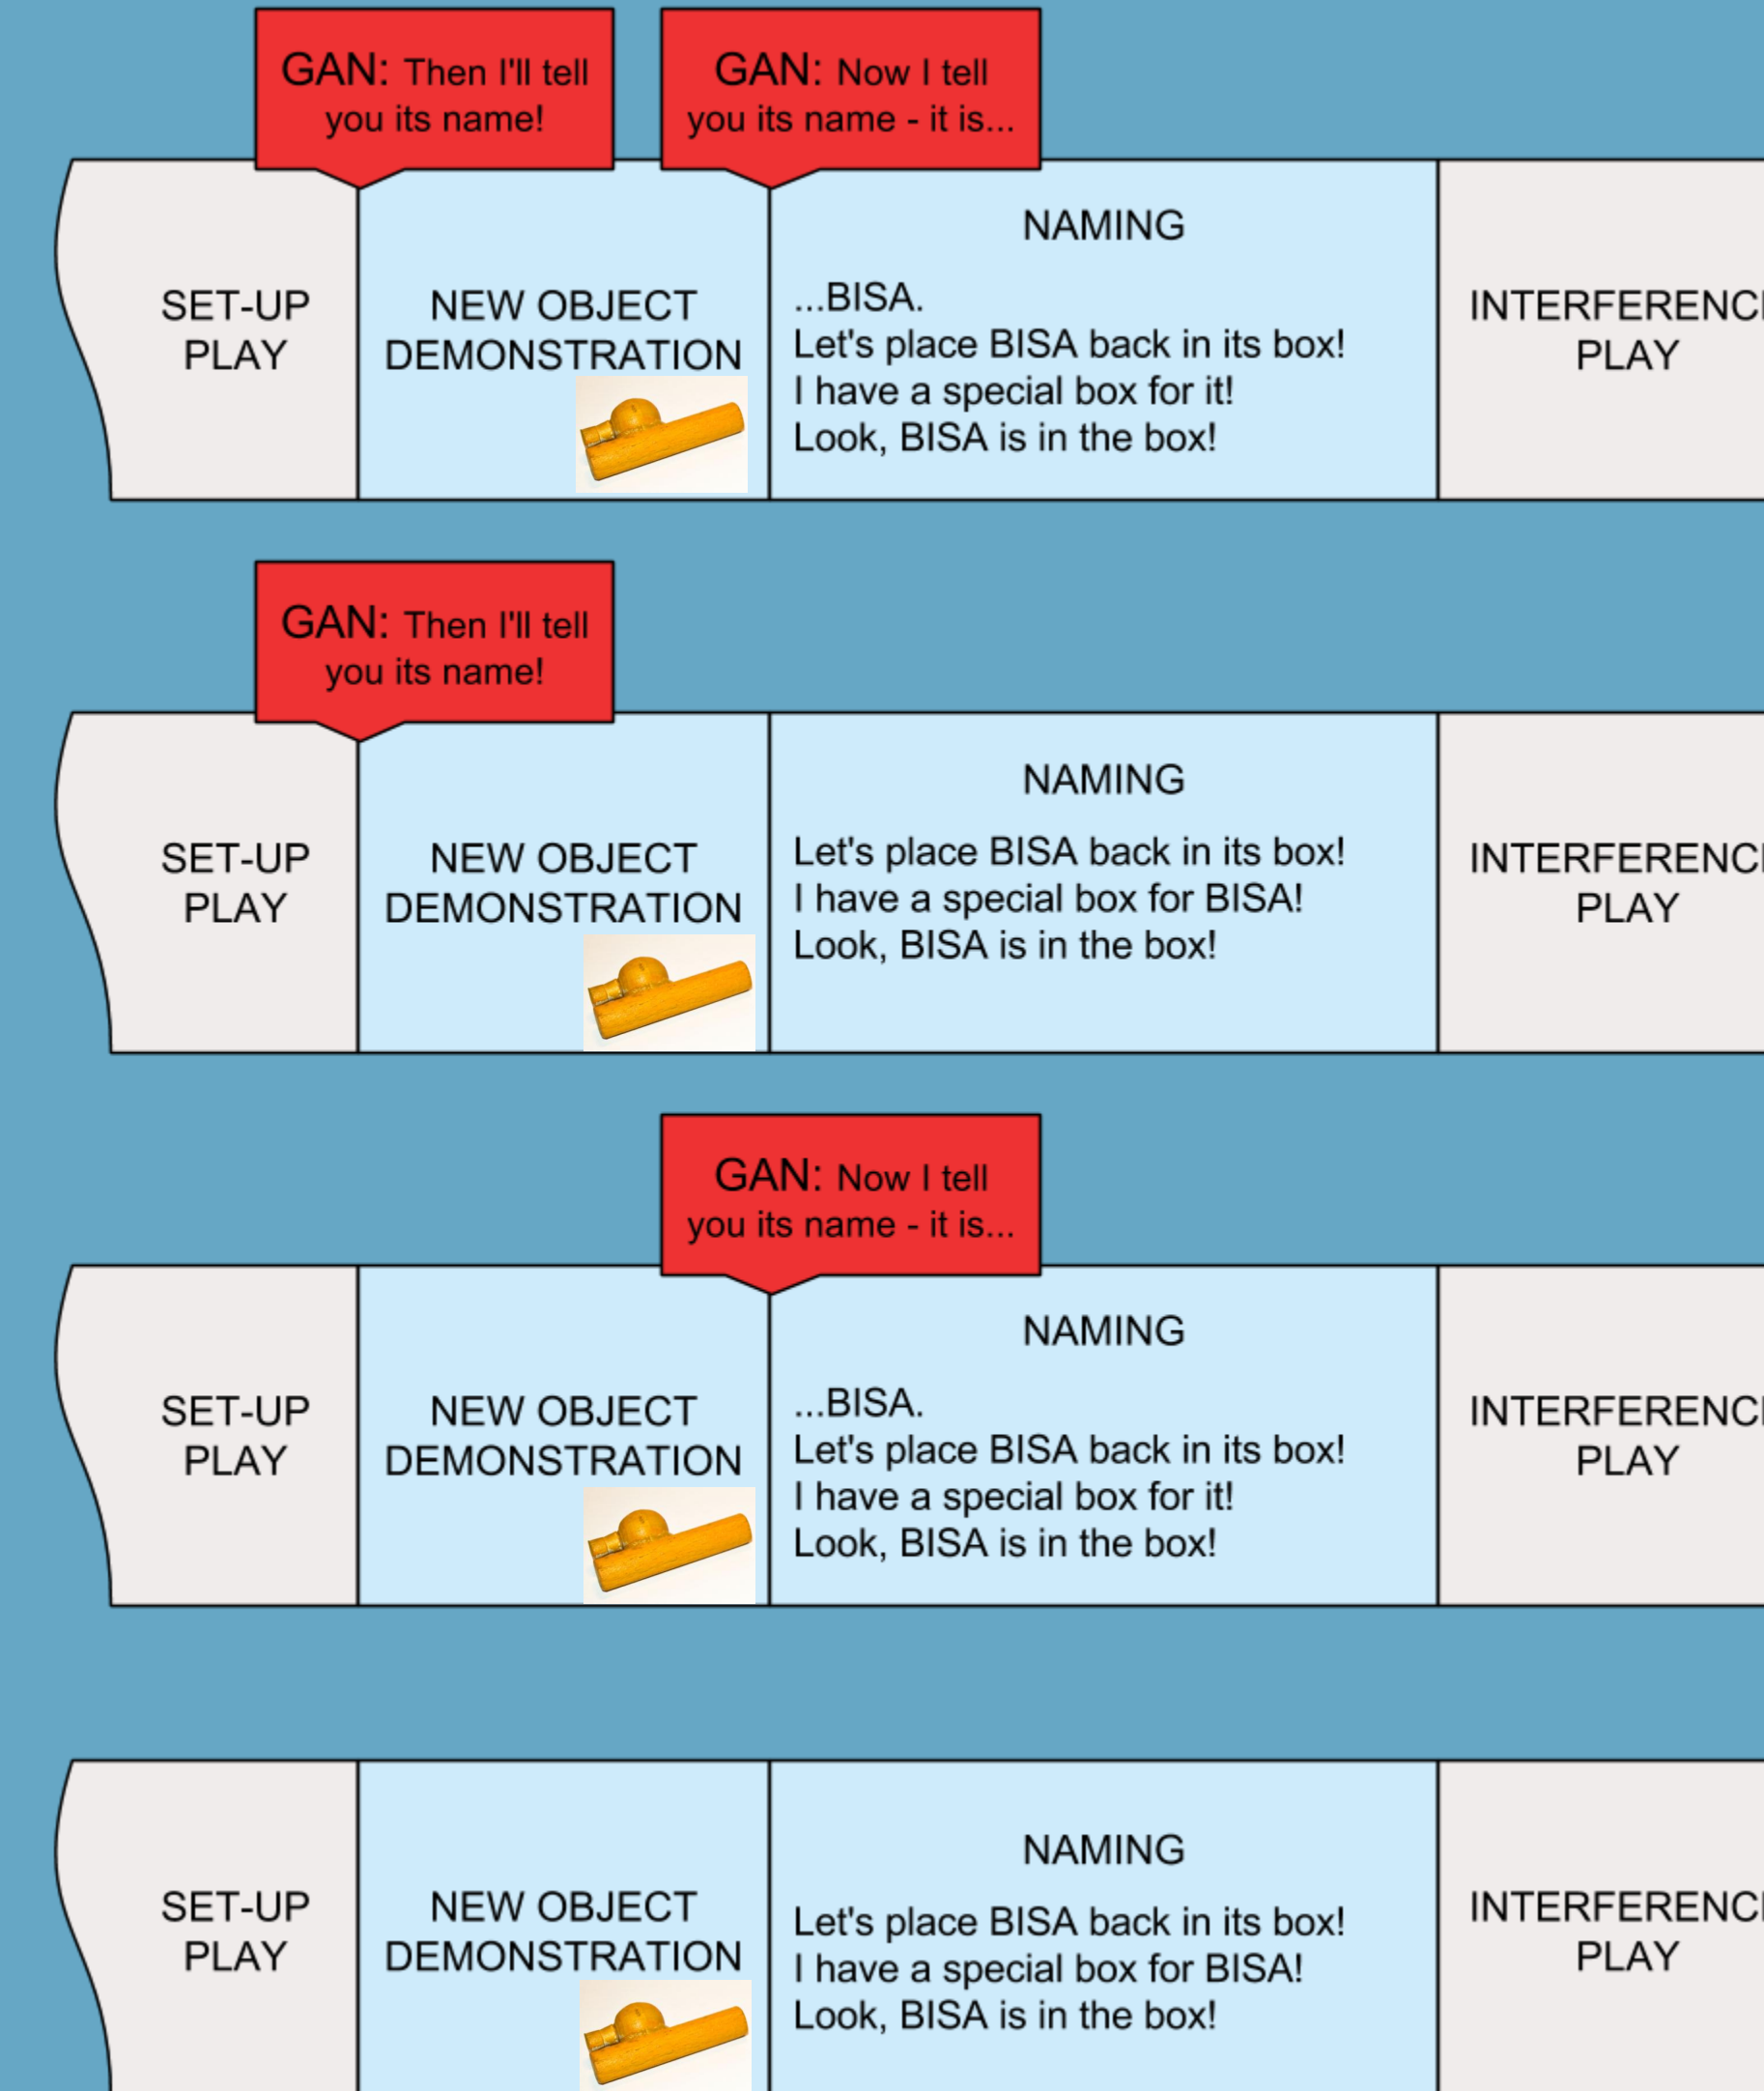 GAN: Then I'll tell
you its name!
GAN: Now I tell
you its name - it is...
SET-UP
PLAY
NEW OBJECT
DEMONSTRATION
NAMING
...BISA.
Let's place BISA back in its box!
I have a special box for it!
Look, BISA is in the box!
INTERFERENC
PLAY
GAN: Then I'll tell
you its name!
SET-UP
PLAY
NEW OBJECT
DEMONSTRATION
NAMING
Let's place BISA back in its box!
I have a special box for BISA!
Look, BISA is in the box!
INTERFERENC
PLAY
GAN: Now I tell
you its name - it is...
SET-UP
PLAY
NEW OBJECT
DEMONSTRATION
NAMING
...BISA.
Let's place BISA back in its box!
I have a special box for it!
Look, BISA is in the box!
INTERFERENC
PLAY
SET-UP
PLAY
NEW OBJECT
DEMONSTRATION
NAMING
Let's place BISA back in its box!
I have a special box for BISA!
Look, BISA is in the box!
INTERFERENC
PLAY